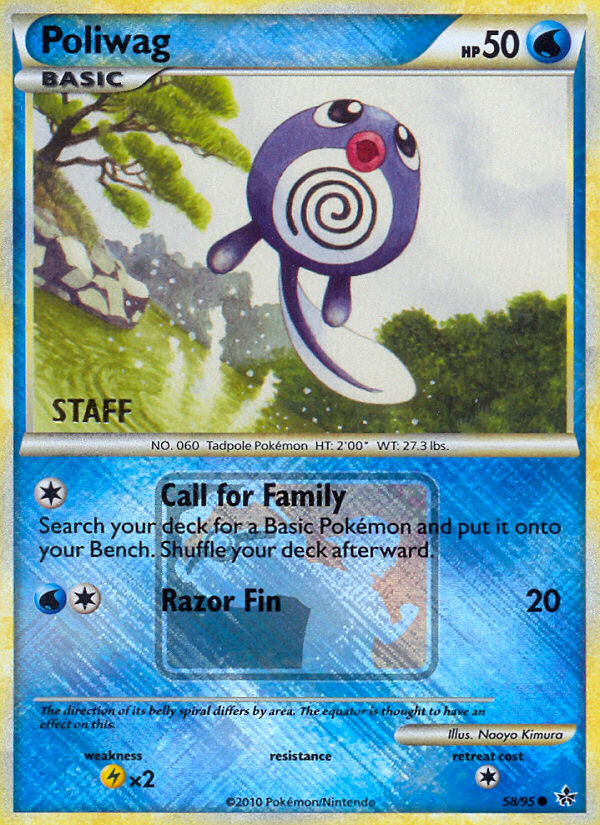 Poliwag
HP 50
BASIC
STAFF
NO. 060 Tadpole Pokémon HT: 2'00" WT: 27.3 lbs.
Call for Family
Search your deck for a Basic Pokémon and put it onto
your Bench. Shuffle your deck afterward.
Razor Fin 20
The direction of its belly spiral differs by area. The equator is thought to have an
effect on this.
Illus. Naoyo Kimura
weakness resistance retreat cost
×2
©2010 Pokémon/Nintendo 58/95